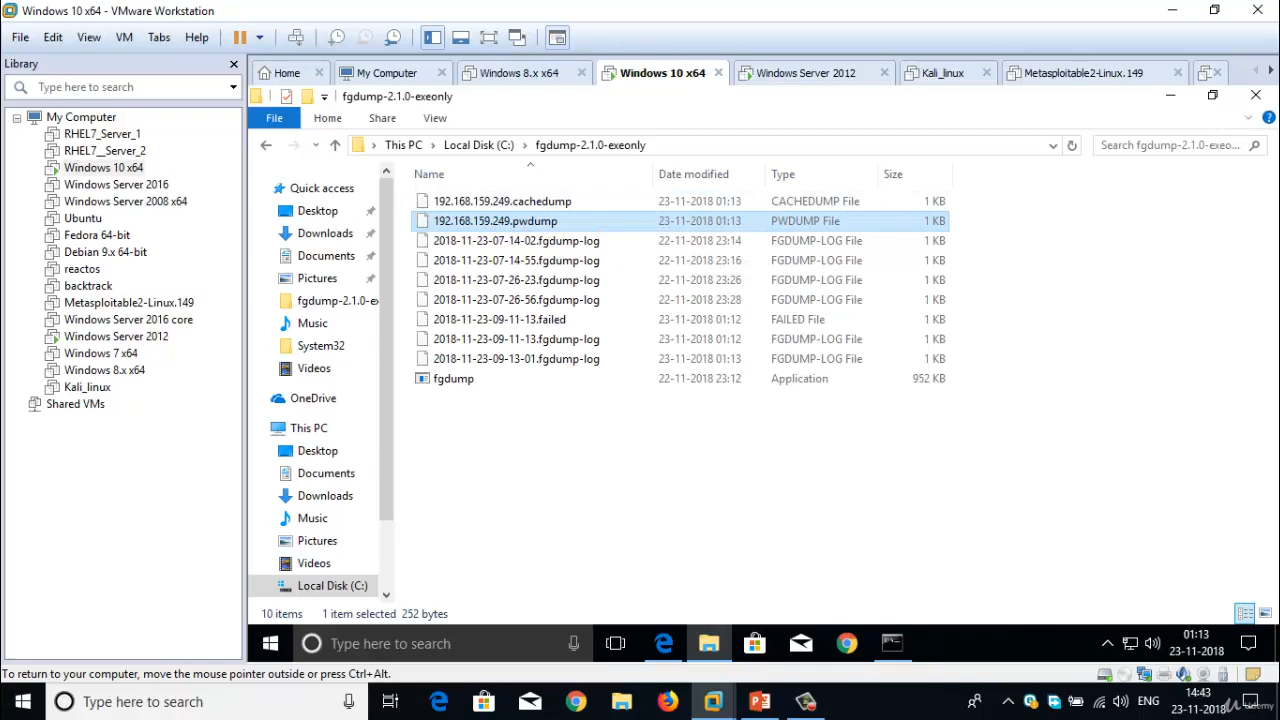 Windows 10 x64 - VMware Workstation
File Edit View VM Tabs Help
Library
Type here to search
My Computer
RHEL7_Server_1
RHEL7__Server_2
Windows 10 x64
Windows Server 2016
Windows Server 2008 x64
Ubuntu
Fedora 64-bit
Debian 9.x 64-bit
reactos
backtrack
Metasploitable2-Linux.149
Windows Server 2016 core
Windows Server 2012
Windows 7 x64
Windows 8.x x64
Kali_linux
Shared VMs
Home My Computer Windows 8.x x64 Windows 10 x64 Windows Server 2012 Kali_linux Metasploitable2-Linux.149
fgdump-2.1.0-exeonly
File Home Share View
This PC Local Disk (C:) fgdump-2.1.0-exeonly
Search fgdump-2.1.0-exeo...
Quick access
Desktop
Downloads
Documents
Pictures
fgdump-2.1.0-ex
Music
System32
Videos
OneDrive
This PC
Desktop
Documents
Downloads
Music
Pictures
Videos
Local Disk (C:)
Name Date modified Type Size
192.168.159.249.cachedump 23-11-2018 01:13 CACHEDUMP File 1 KB
192.168.159.249.pwdump 23-11-2018 01:13 PWDUMP File 1 KB
2018-11-23-07-14-02.fgdump-log 22-11-2018 23:14 FGDUMP-LOG File 1 KB
2018-11-23-07-14-55.fgdump-log 22-11-2018 23:16 FGDUMP-LOG File 1 KB
2018-11-23-07-26-23.fgdump-log 22-11-2018 23:26 FGDUMP-LOG File 1 KB
2018-11-23-07-26-56.fgdump-log 22-11-2018 23:28 FGDUMP-LOG File 1 KB
2018-11-23-09-11-13.failed 23-11-2018 01:12 FAILED File 1 KB
2018-11-23-09-11-13.fgdump-log 23-11-2018 01:12 FGDUMP-LOG File 1 KB
2018-11-23-09-13-01.fgdump-log 23-11-2018 01:13 FGDUMP-LOG File 1 KB
fgdump 22-11-2018 23:12 Application 952 KB
10 items 1 item selected 252 bytes
Type here to search
01:13
23-11-2018
To return to your computer, move the mouse pointer outside or press Ctrl+Alt.
Type here to search
ENG
14:43
23-11-2018
Udemy